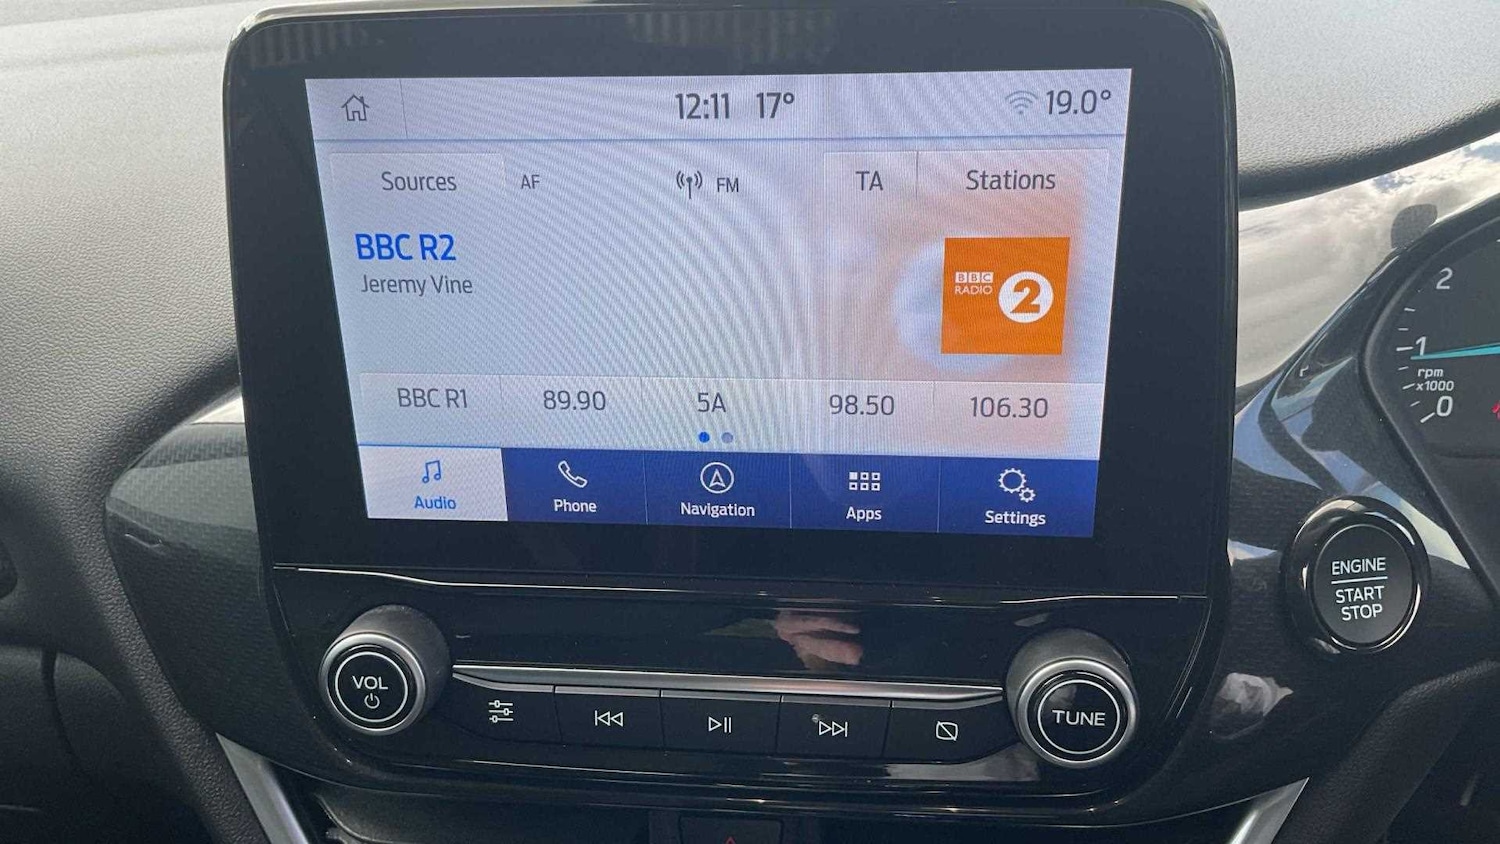 12:11 17° 19.0°
Sources AF FM TA Stations
BBC R2
Jeremy Vine
BBC
RADIO 2
BBC R1 89.90 5A 98.50 106.30
Audio Phone Navigation Apps Settings
2
1
rpm
x1000
0
ENGINE
START
STOP
VOL
TUNE